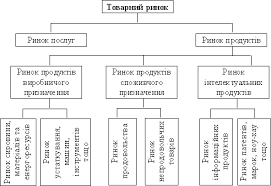 Товарний ринок
Ринок послуг
Ринок продуктів
Ринок продуктів
виробничого
призначення
Ринок продуктів
споживчого
призначення
Ринок
інтелектуальних
продуктів
Ринок сировини,
матеріалів та
енергоресурсів
Ринок
устаткування,
машин,
інструментів
тощо
Ринок
продовольства
Ринок
непродовольчих
товарів
Ринок
інформаційних
продуктів
Ринок патентів,
марок, ноу-хау
тощо